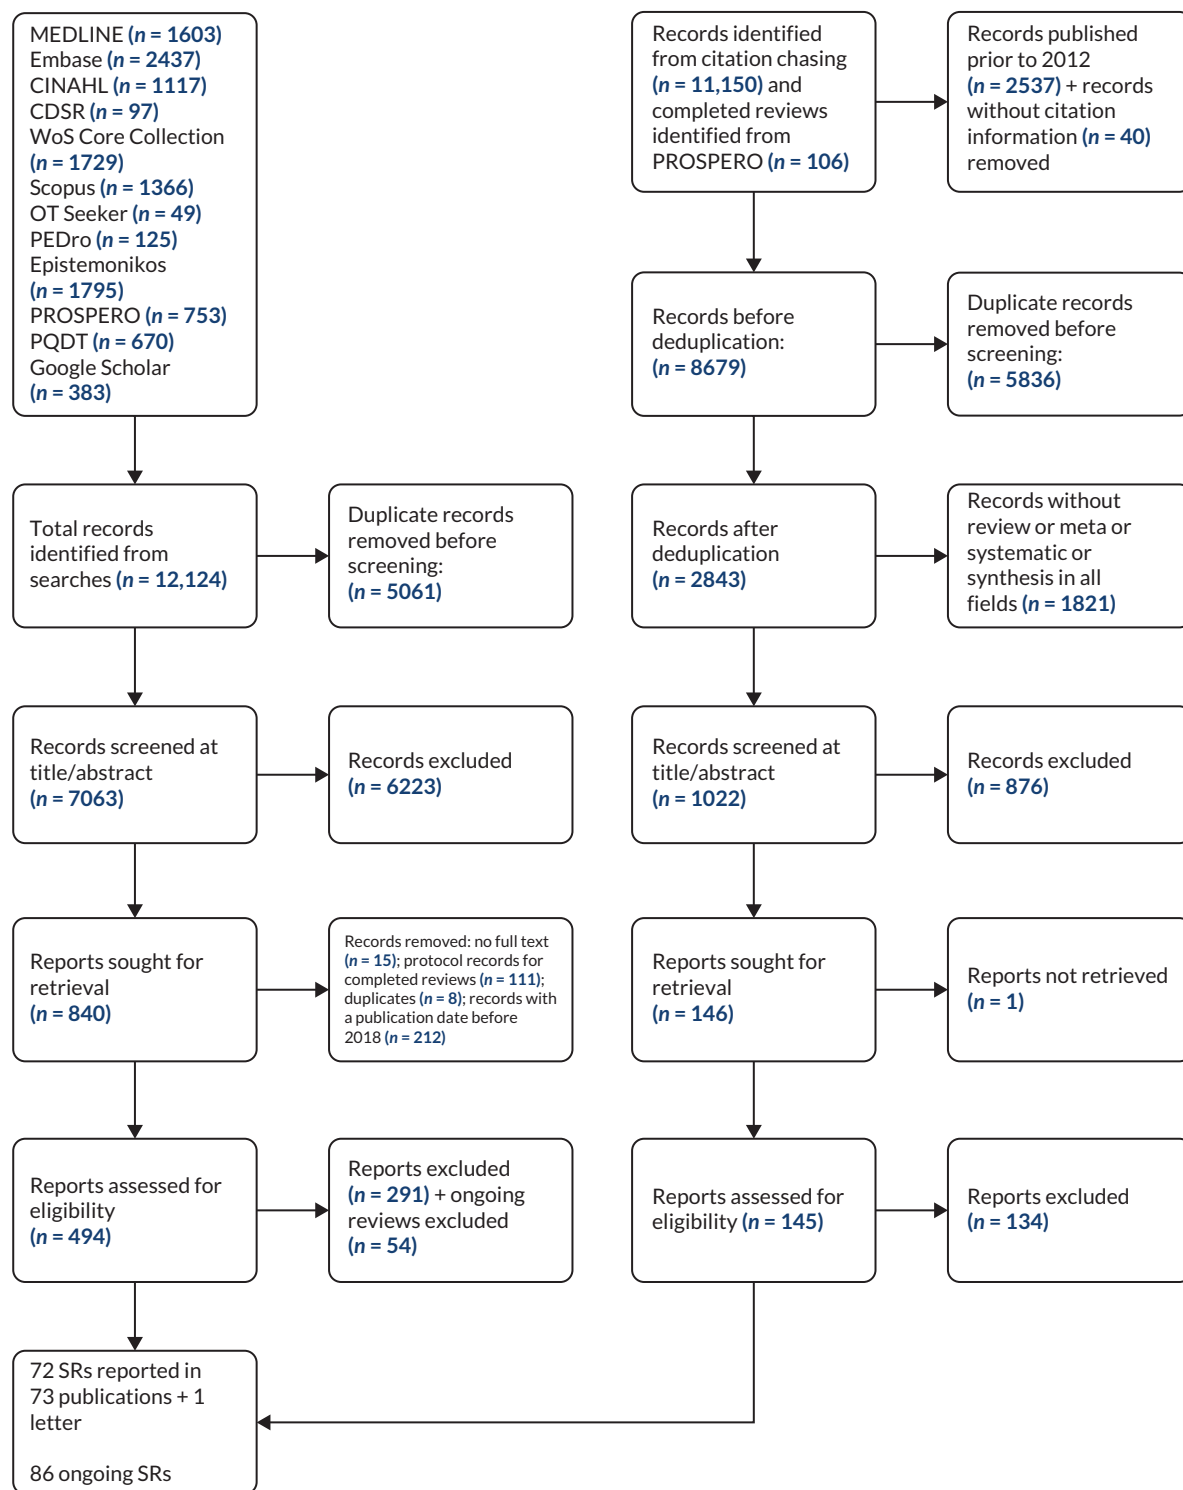 MEDLINE (n = 1603)
Embase (n = 2437)
CINAHL (n = 1117)
CDSR (n = 97)
WoS Core Collection
(n = 1729)
Scopus (n = 1366)
OT Seeker (n = 49)
PEDro (n = 125)
Epistemonikos
(n = 1795)
PROSPERO (n = 753)
PQDT (n = 670)
Google Scholar
(n = 383)
Records identified
from citation chasing
(n = 11,150) and
completed reviews
identified from
PROSPERO (n = 106)
Records published
prior to 2012
(n = 2537) + records
without citation
information (n = 40)
removed
Records before
deduplication:
(n = 8679)
Duplicate records
removed before
screening:
(n = 5836)
Total records
identified from
searches (n = 12,124)
Duplicate records
removed before
screening:
(n = 5061)
Records after
deduplication
(n = 2843)
Records without
review or meta or
systematic or
synthesis in all
fields (n = 1821)
Records screened at
title/abstract
(n = 7063)
Records excluded
(n = 6223)
Records screened at
title/abstract
(n = 1022)
Records excluded
(n = 876)
Reports sought for
retrieval
(n = 840)
Records removed: no full text
(n = 15); protocol records for
completed reviews (n = 111);
duplicates (n = 8); records with
a publication date before
2018 (n = 212)
Reports sought for
retrieval
(n = 146)
Reports not retrieved
(n = 1)
Reports assessed for
eligibility
(n = 494)
Reports excluded
(n = 291) + ongoing
reviews excluded
(n = 54)
Reports assessed for
eligibility (n = 145)
Reports excluded
(n = 134)
72 SRs reported in
73 publications + 1
letter
86 ongoing SRs